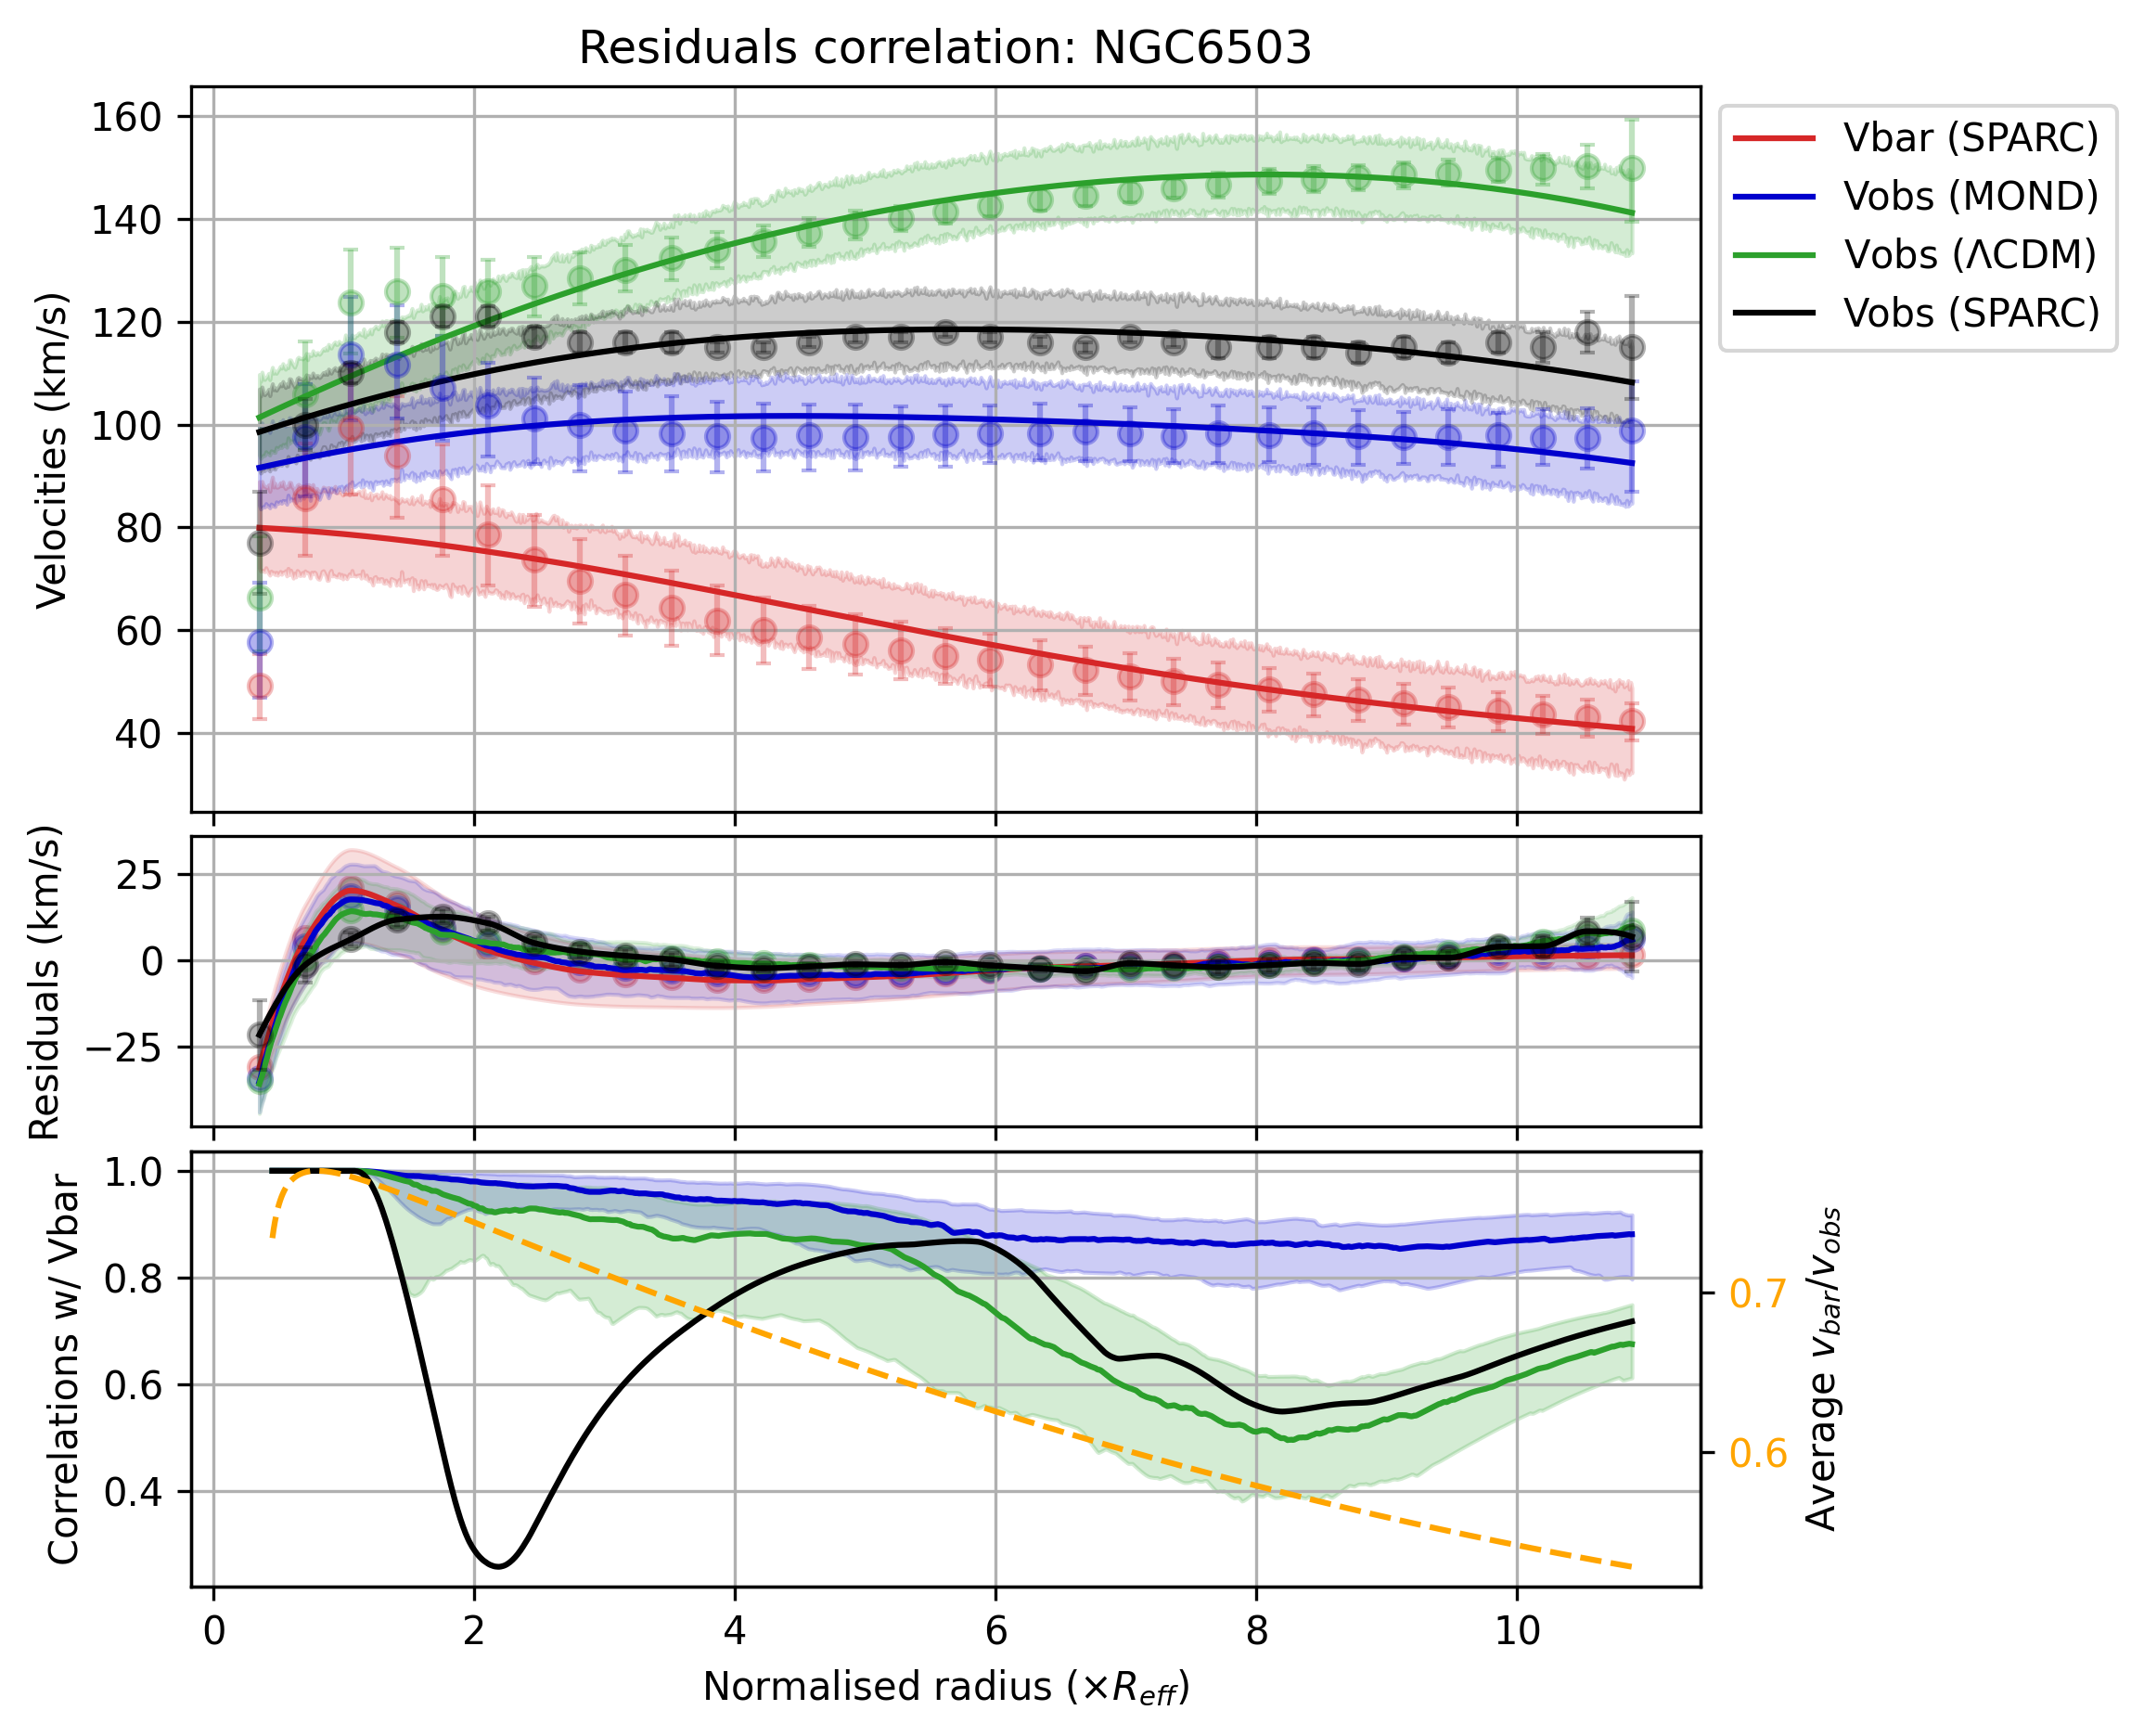 Residuals correlation: NGC6503
160
140
120
100
80
60
40
Velocities (km/s)
Vbar (SPARC)
Vobs (MOND)
Vobs (ΛCDM)
Vobs (SPARC)
25
0
−25
Residuals (km/s)
1.0
0.8
0.6
0.4
Correlations w/ Vbar
0.7
0.6
Average v_bar/v_obs
0 2 4 6 8 10
Normalised radius (×R_eff)